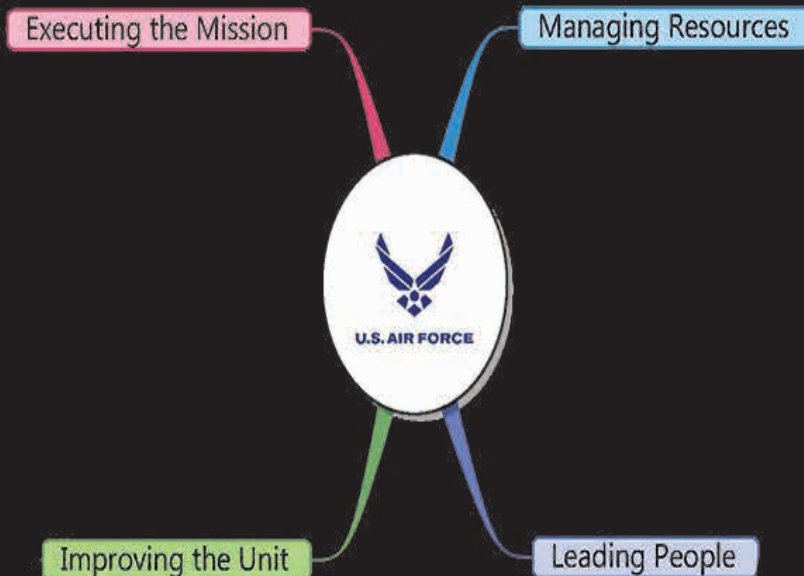 Executing the Mission
Managing Resources
U.S. AIR FORCE
Improving the Unit
Leading People